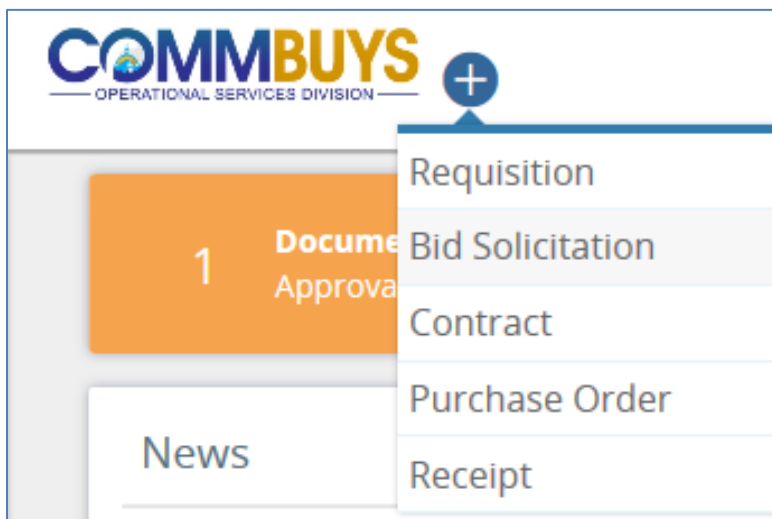 COMMBUYS
OPERATIONAL SERVICES DIVISION
Requisition
Bid Solicitation
Contract
Purchase Order
Receipt
1
Docume
Approva
News